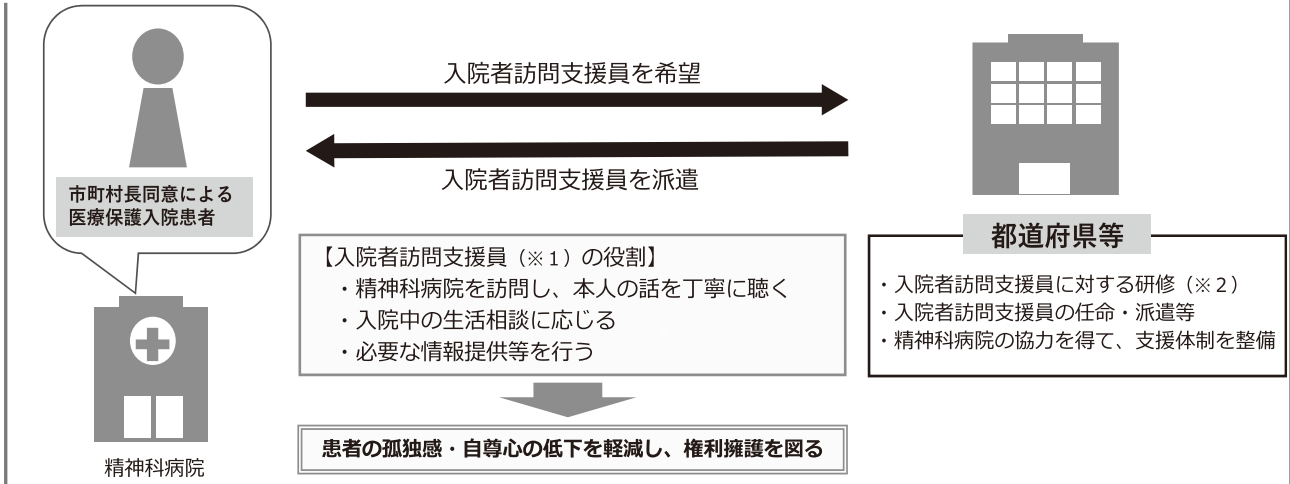 入院者訪問支援員を希望
入院者訪問支援員を派遣
市町村長同意による
医療保護入院患者
精神科病院
【入院者訪問支援員（※１）の役割】
・精神科病院を訪問し、本人の話を丁寧に聴く
・入院中の生活相談に応じる
・必要な情報提供等を行う
患者の孤独感・自尊心の低下を軽減し、権利擁護を図る
都道府県等
・入院者訪問支援員に対する研修（※２）
・入院者訪問支援員の任命・派遣等
・精神科病院の協力を得て、支援体制を整備